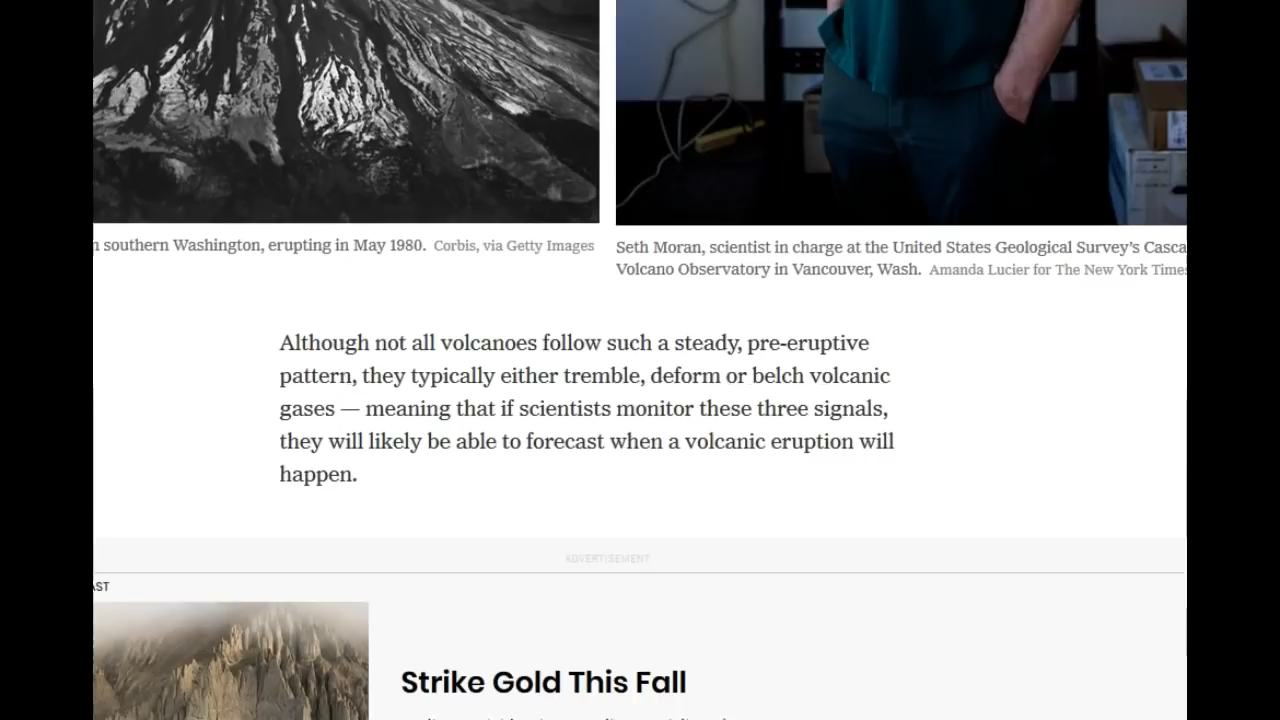 southern Washington, erupting in May 1980. Corbis, via Getty Images
Seth Moran, scientist in charge at the United States Geological Survey’s
Volcano Observatory in Vancouver, Wash. Amanda Lucier for The New York Times
Although not all volcanoes follow such a steady, pre-eruptive
pattern, they typically either tremble, deform or belch volcanic
gases — meaning that if scientists monitor these three signals,
they will likely be able to forecast when a volcanic eruption will
happen.
ADVERTISEMENT
Strike Gold This Fall